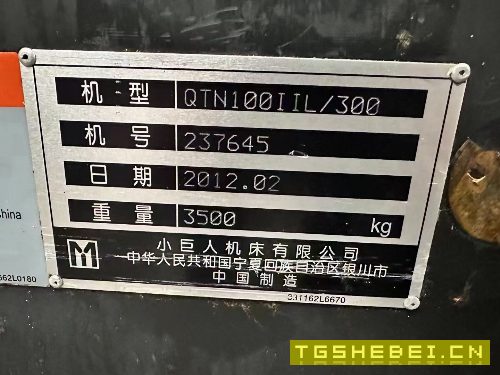 机 型 QTN100IIL/300
机 号 237645
日 期 2012.02
重 量 3500 kg
小巨人机床有限公司
中华人民共和国宁夏回族自治区银川市
中国制造
China
662L0180
TGSHEBEI.CN